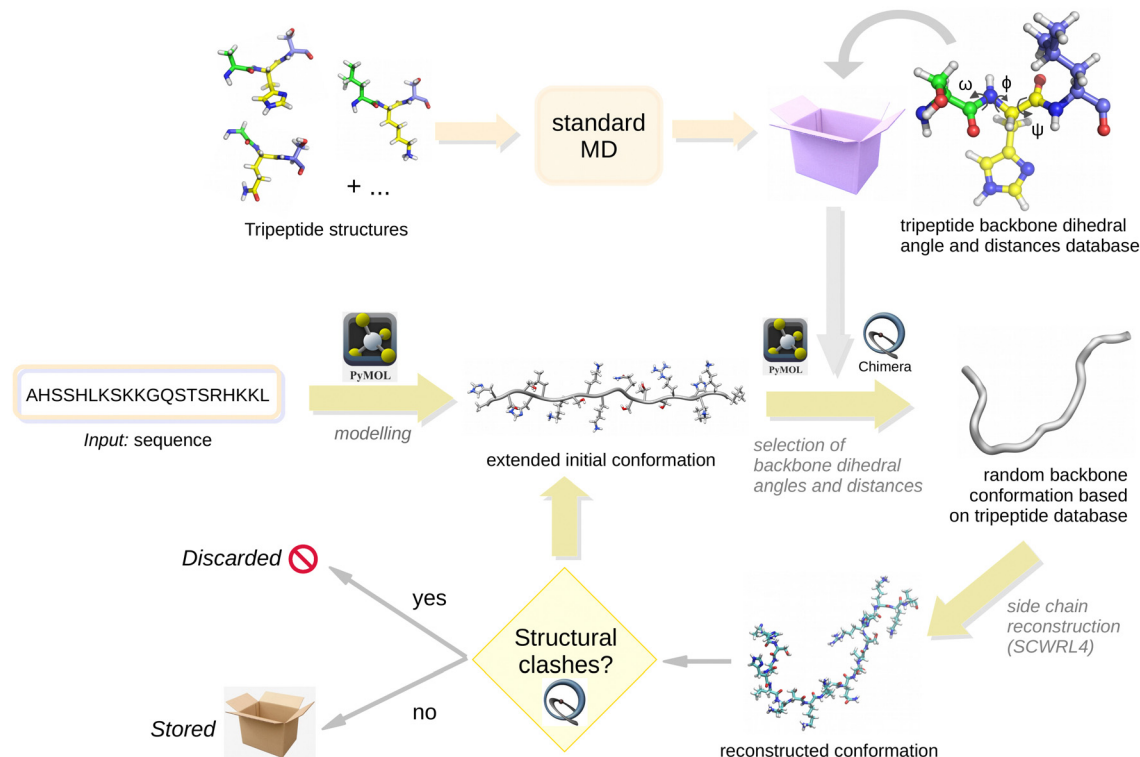 + ...
Tripeptide structures
standard
MD
ω
ϕ
ψ
tripeptide backbone dihedral
angle and distances database
AHSSHLKSKKGQSTSRHKKL
Input: sequence
PyMOL
modelling
extended initial conformation
PyMOL
Chimera
selection of
backbone dihedral
angles and distances
random backbone
conformation based
on tripeptide database
side chain
reconstruction
(SCWRL4)
reconstructed conformation
Structural
clashes?
yes
no
Discarded
Stored